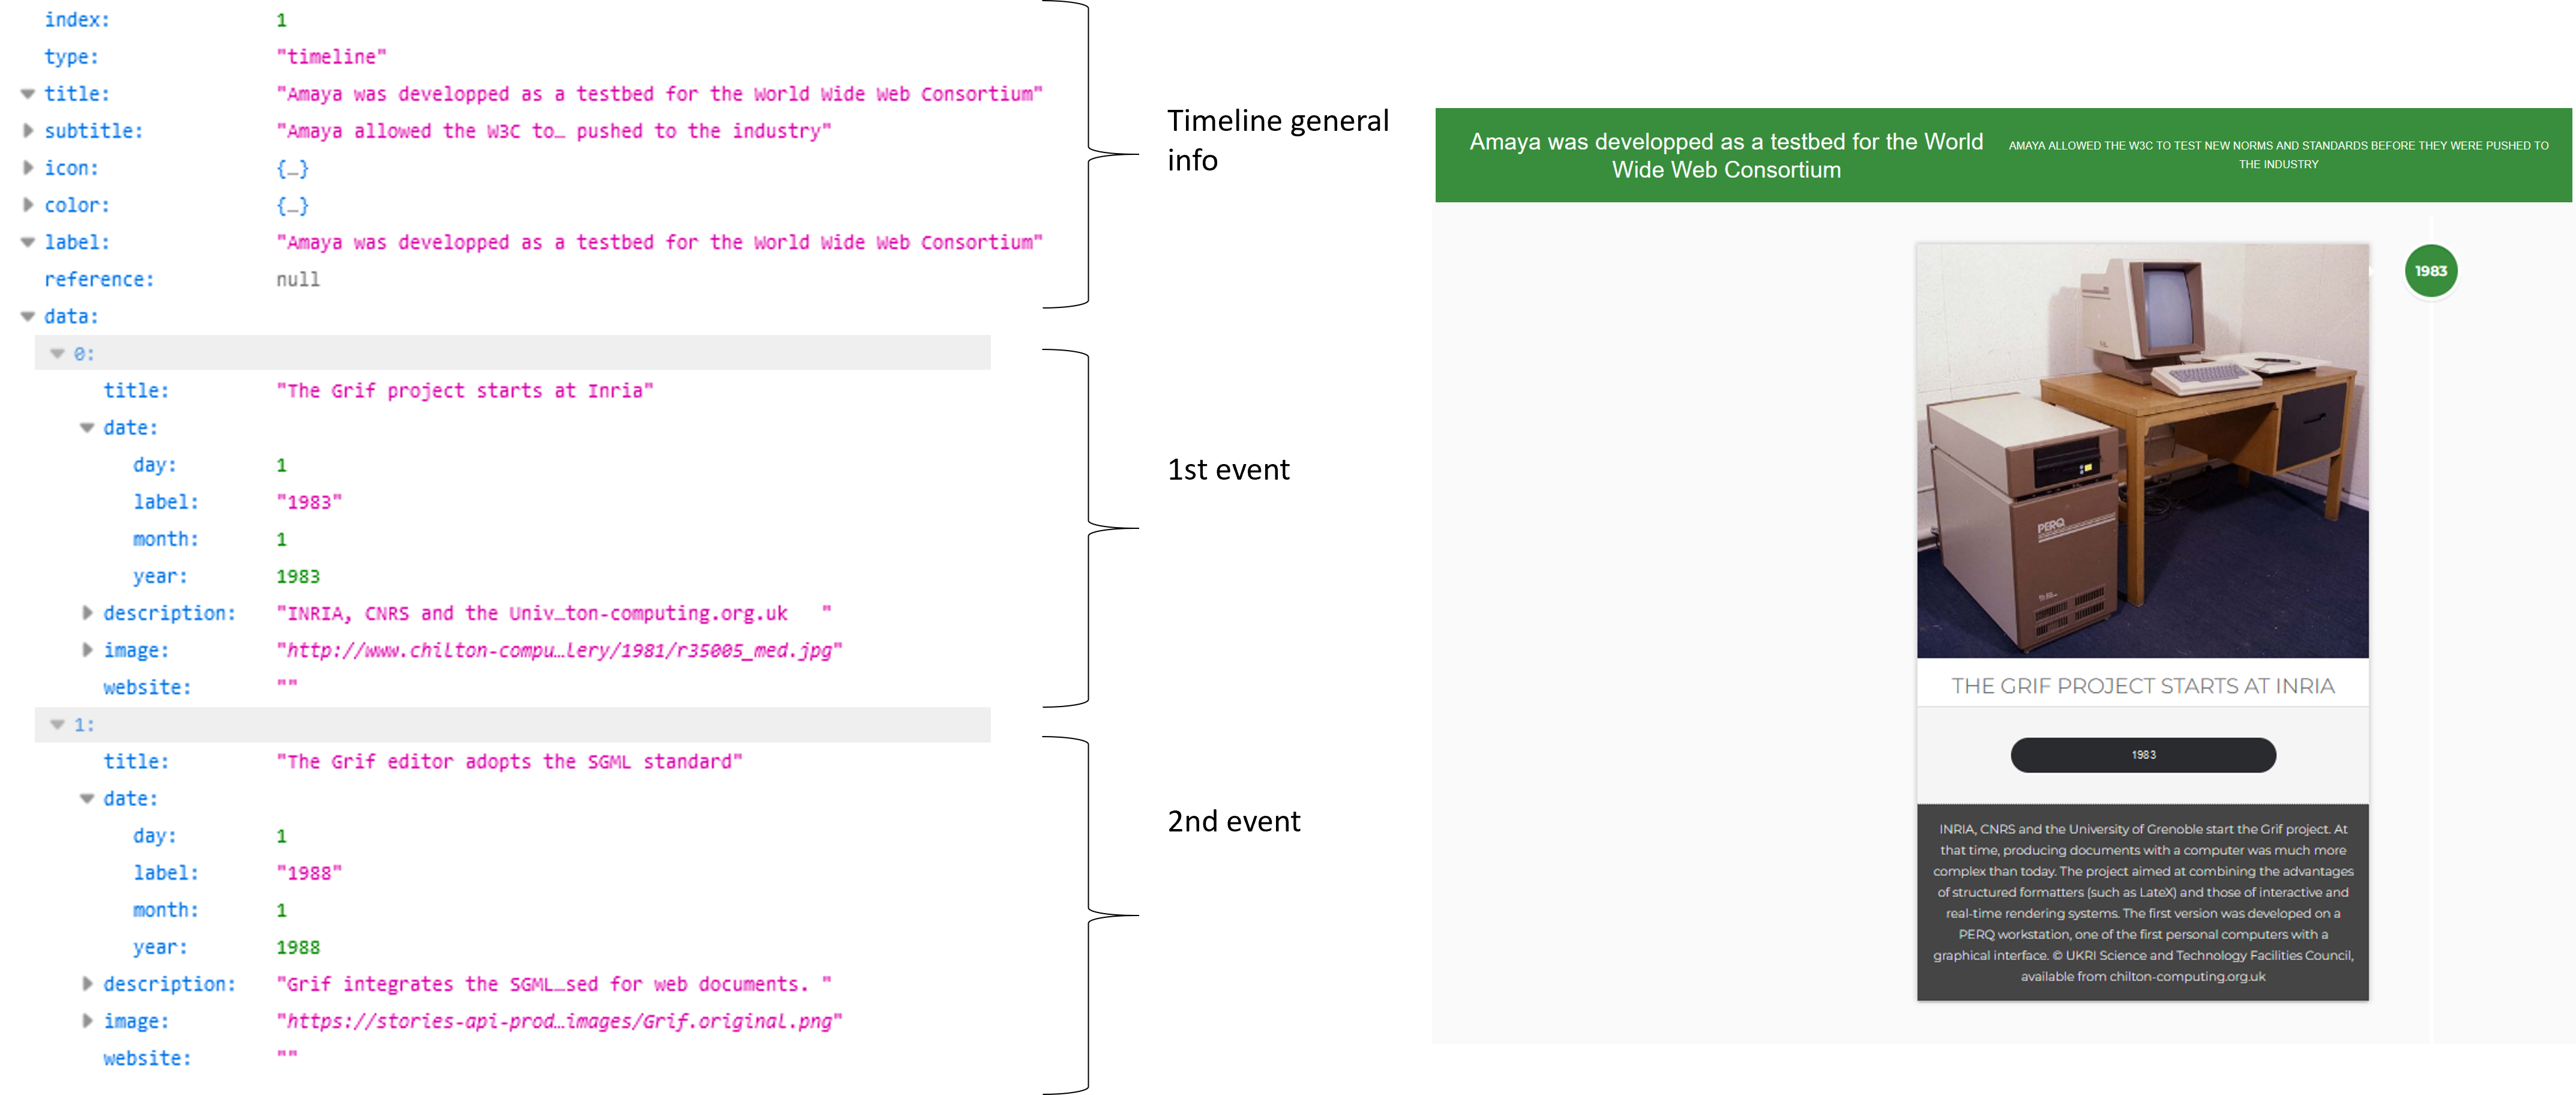 index: 1
type: "timeline"
title: "Amaya was developped as a testbed for the World Wide Web Consortium"
subtitle: "Amaya allowed the W3C to… pushed to the industry"
icon: {…}
color: {…}
label: "Amaya was developped as a testbed for the World Wide Web Consortium"
reference: null
data:
0:
title: "The Grif project starts at Inria"
date:
day: 1
label: "1983"
month: 1
year: 1983
description: "INRIA, CNRS and the Univ…ton-computing.org.uk "
image: "http://www.chilton-compu…lery/1981/r35005_med.jpg"
website: ""
1:
title: "The Grif editor adopts the SGML standard"
date:
day: 1
label: "1988"
month: 1
year: 1988
description: "Grif integrates the SGML…sed for web documents. "
image: "https://stories-api-prod…images/Grif.original.png"
website: ""
Timeline general
info
1st event
2nd event
Amaya was developped as a testbed for the World
Wide Web Consortium
AMAYA ALLOWED THE W3C TO TEST NEW NORMS AND STANDARDS BEFORE THEY WERE PUSHED TO
THE INDUSTRY
1983
PERQ
THE GRIF PROJECT STARTS AT INRIA
1983
INRIA, CNRS and the University of Grenoble start the Grif project. At
that time, producing documents with a computer was much more
complex than today. The project aimed at combining the advantages
of structured formatters (such as LateX) and those of interactive and
real-time rendering systems. The first version was developed on a
PERQ workstation, one of the first personal computers with a
graphical interface. © UKRI Science and Technology Facilities Council,
available from chilton-computing.org.uk